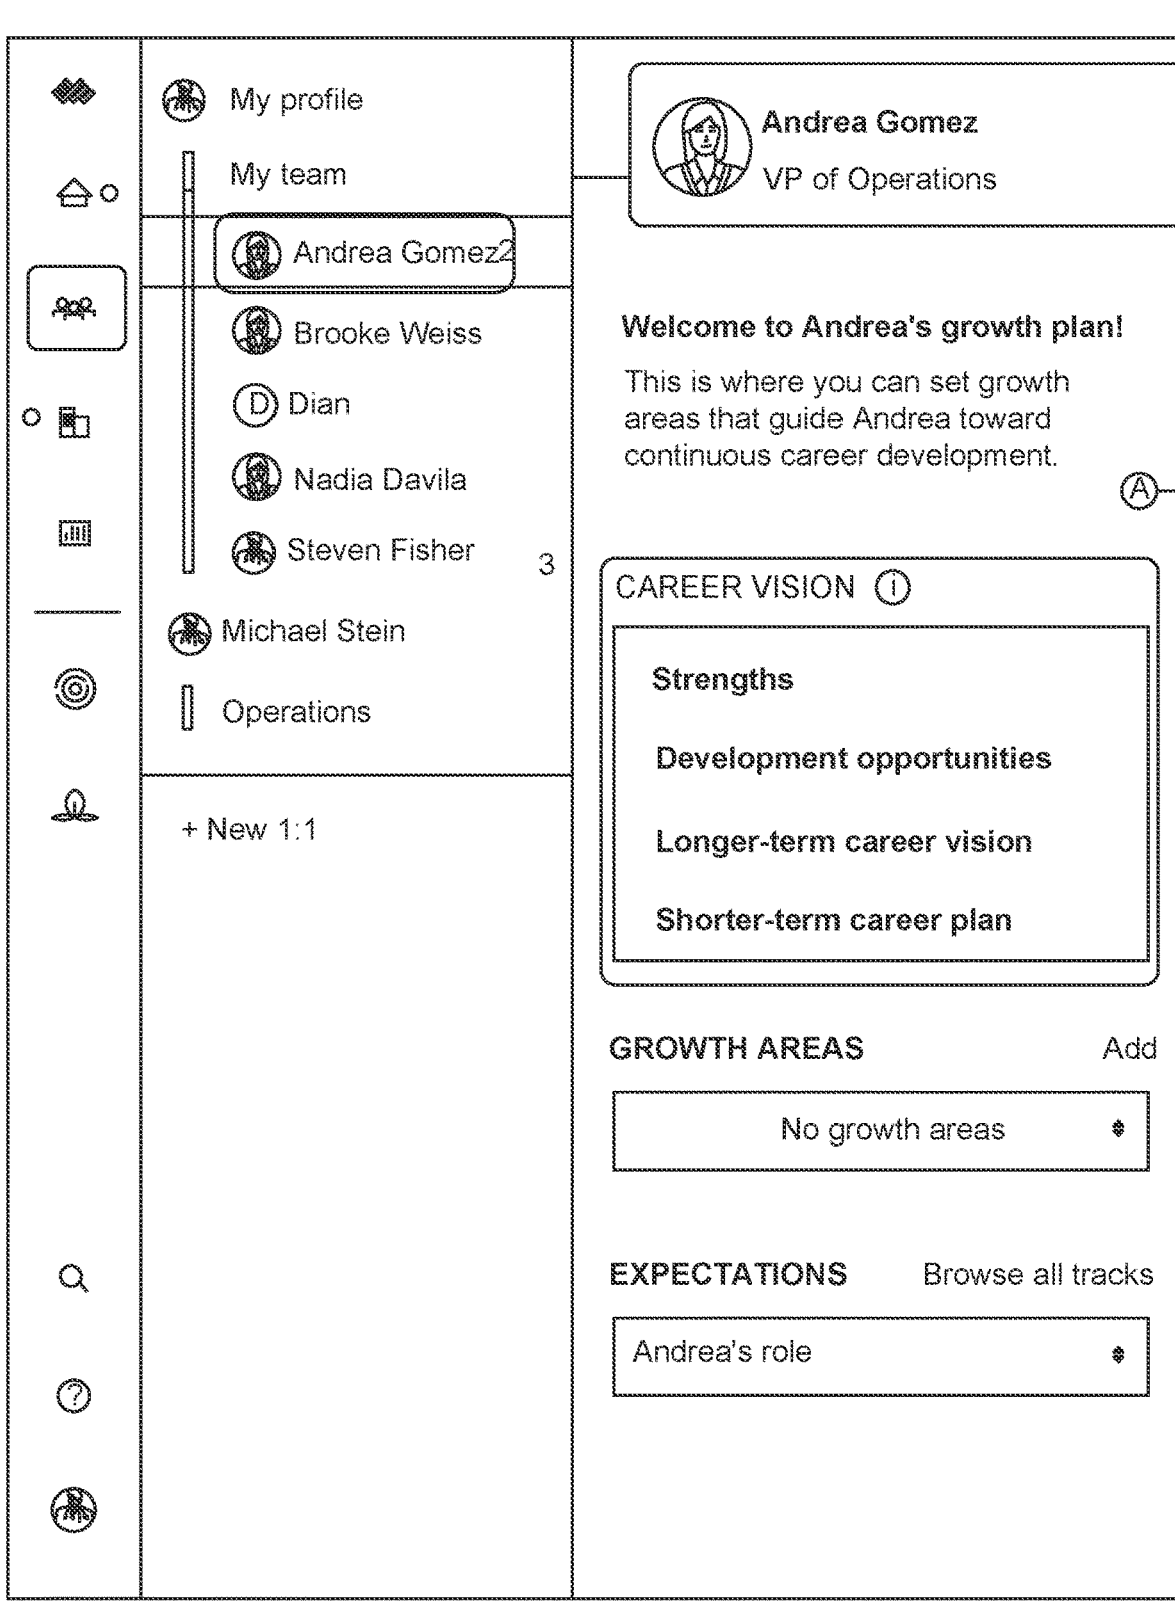 My profile
My team
Andrea Gomez 2
Brooke Weiss
D Dian
Nadia Davila
Steven Fisher
3
Michael Stein
Operations
+ New 1:1
?
Andrea Gomez
VP of Operations
Welcome to Andrea's growth plan!
This is where you can set growth
areas that guide Andrea toward
continuous career development.
A
CAREER VISION i
Strengths
Development opportunities
Longer-term career vision
Shorter-term career plan
GROWTH AREAS Add
No growth areas
EXPECTATIONS Browse all tracks
Andrea's role